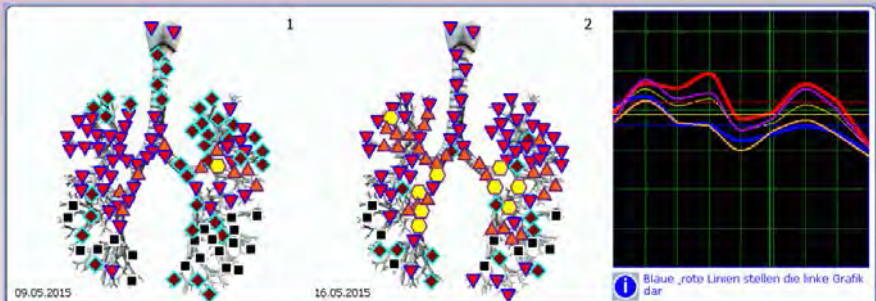 1
2
09.05.2015
16.05.2015
i
Blaue ,rote Linien stellen die linke Grafik
dar